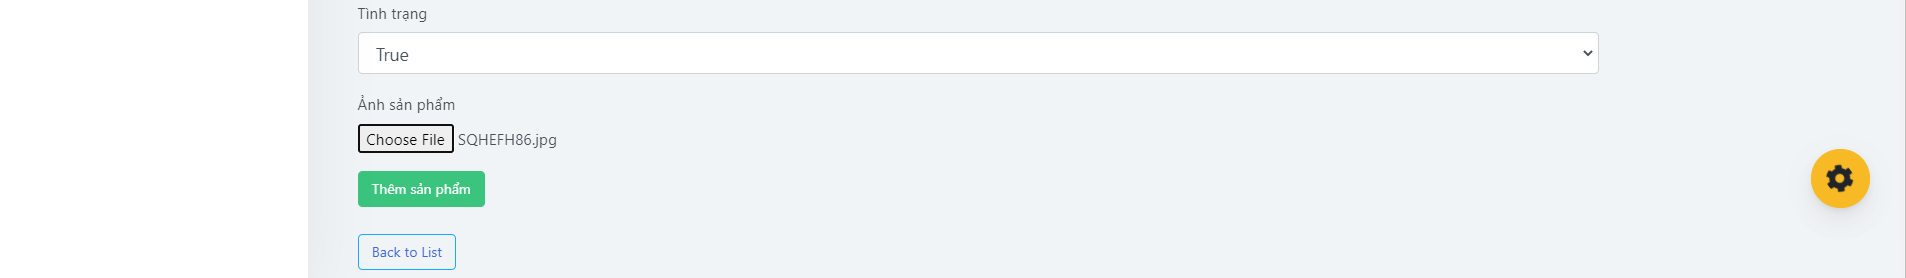 Tình trạng
True
Ảnh sản phẩm
Choose File SQHEFH86.jpg
Thêm sản phẩm
Back to List